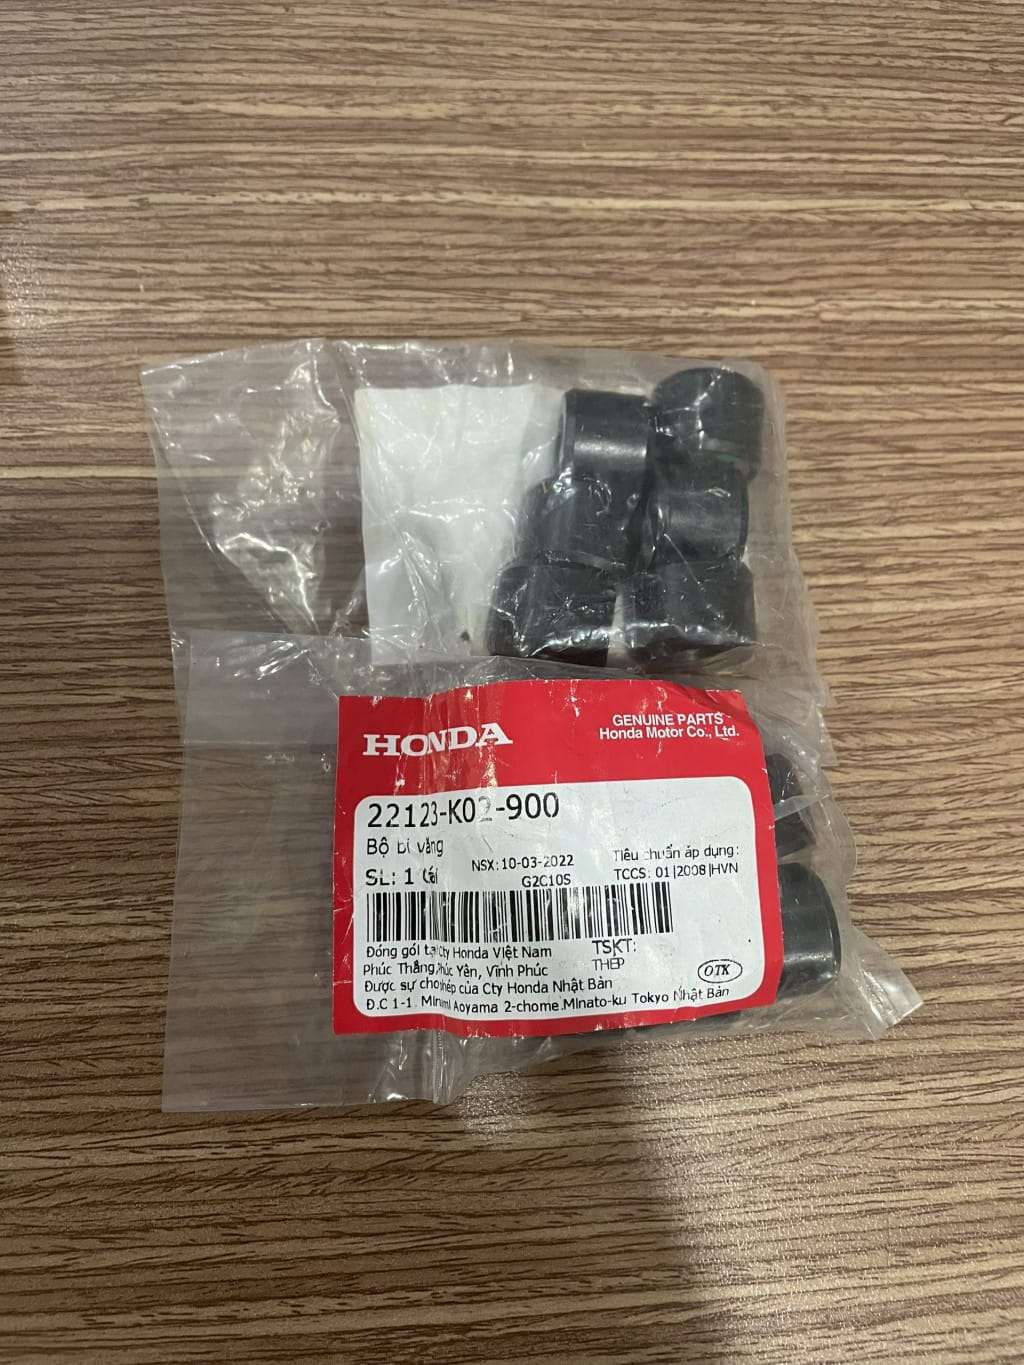 HONDA
GENUINE PARTS
Honda Motor Co., Ltd.
22123-K02-900
Bộ bi văng
SL: 1 Cái
NSX: 10-03-2022
G2C10S
Tiêu chuẩn áp dụng:
TCCS: 01|2008|HVN
Đóng gói tại Cty Honda Việt Nam
Phúc Thắng, Phúc Yên, Vĩnh Phúc
Được sự cho phép của Cty Honda Nhật Bản
Đ.C 1-1. Minami Aoyama 2-chome.Minato-ku Tokyo Nhật Bản
TSKT:
THÉP
OTK